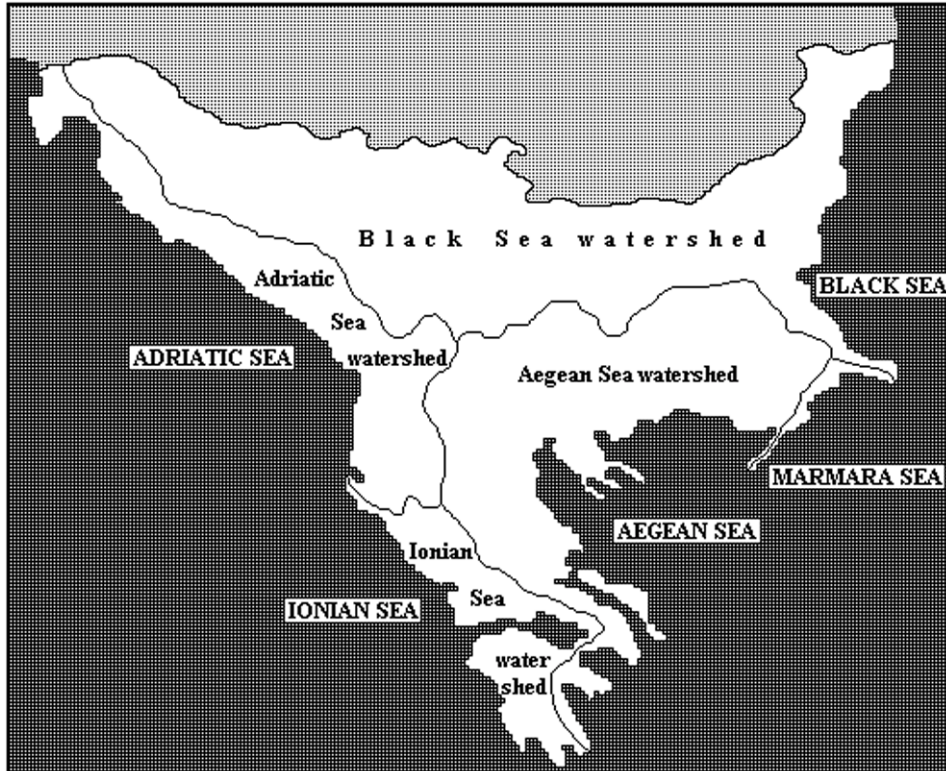 Black Sea watershed
Adriatic
Sea
watershed
BLACK SEA
ADRIATIC SEA
Aegean Sea watershed
MARMARA SEA
AEGEAN SEA
Ionian
Sea
IONIAN SEA
water
shed